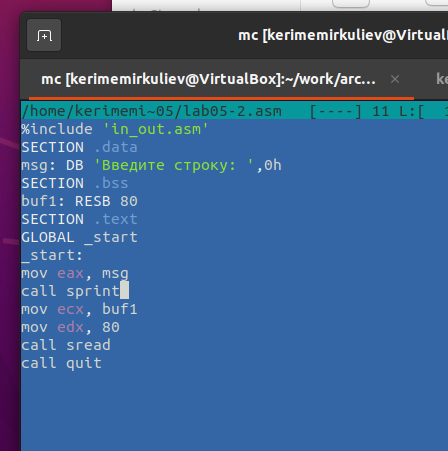 mc [kerimemirkuliev@Virtual
mc [kerimemirkuliev@VirtualBox]:~/work/arc... × ke
/home/kerimemi~05/lab05-2.asm [----] 11 L:[
%include 'in_out.asm'
SECTION .data
msg: DB 'Введите строку: ',0h
SECTION .bss
buf1: RESB 80
SECTION .text
GLOBAL _start
_start:
mov eax, msg
call sprint
mov ecx, buf1
mov edx, 80
call sread
call quit